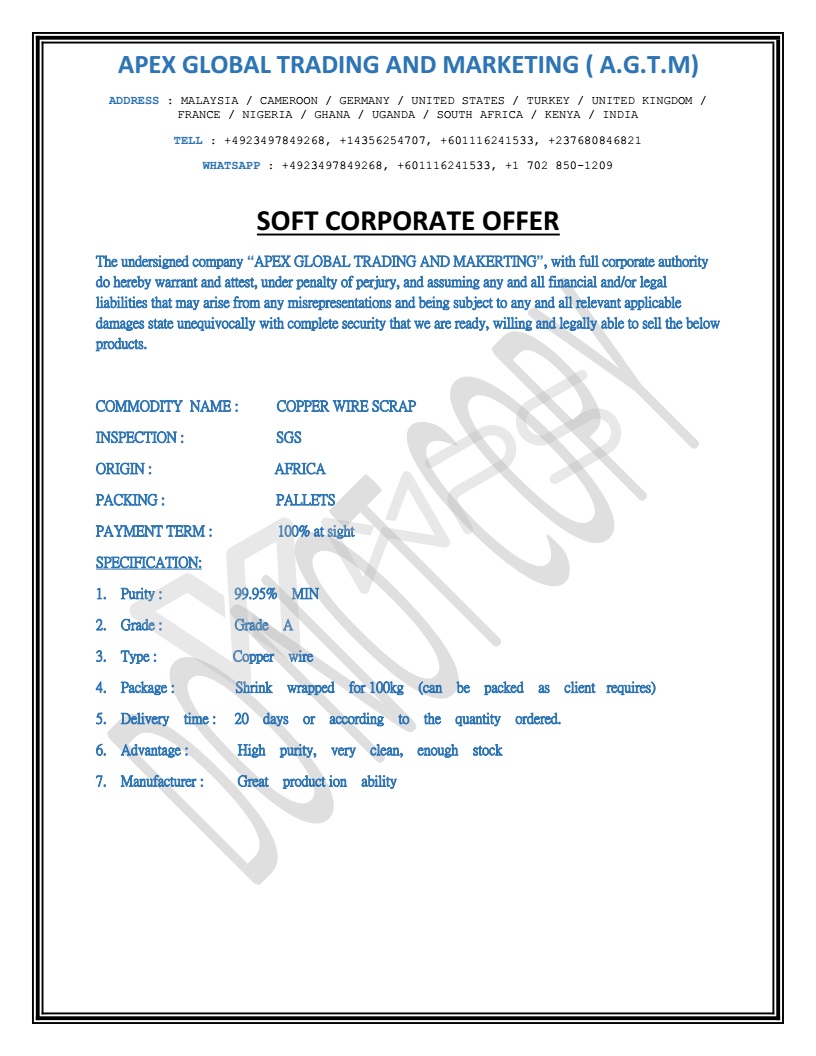 APEX GLOBAL TRADING AND MARKETING ( A.G.T.M)
ADDRESS : MALAYSIA / CAMEROON / GERMANY / UNITED STATES / TURKEY / UNITED KINGDOM /
FRANCE / NIGERIA / GHANA / UGANDA / SOUTH AFRICA / KENYA / INDIA
TELL : +4923497849268, +14356254707, +601116241533, +237680846821
WHATSAPP : +4923497849268, +601116241533, +1 702 850-1209
SOFT CORPORATE OFFER
The undersigned company “APEX GLOBAL TRADING AND MAKERTING”, with full corporate authority
do hereby warrant and attest, under penalty of perjury, and assuming any and all financial and/or legal
liabilities that may arise from any misrepresentations and being subject to any and all relevant applicable
damages state unequivocally with complete security that we are ready, willing and legally able to sell the below
products.
COMMODITY NAME : COPPER WIRE SCRAP
INSPECTION : SGS
ORIGIN : AFRICA
PACKING : PALLETS
PAYMENT TERM : 100% at sight
SPECIFICATION:
1. Purity : 99.95% MIN
2. Grade : Grade A
3. Type : Copper wire
4. Package : Shrink wrapped for 100kg (can be packed as client requires)
5. Delivery time : 20 days or according to the quantity ordered.
6. Advantage : High purity, very clean, enough stock
7. Manufacturer : Great product ion ability
DO NOT COPY